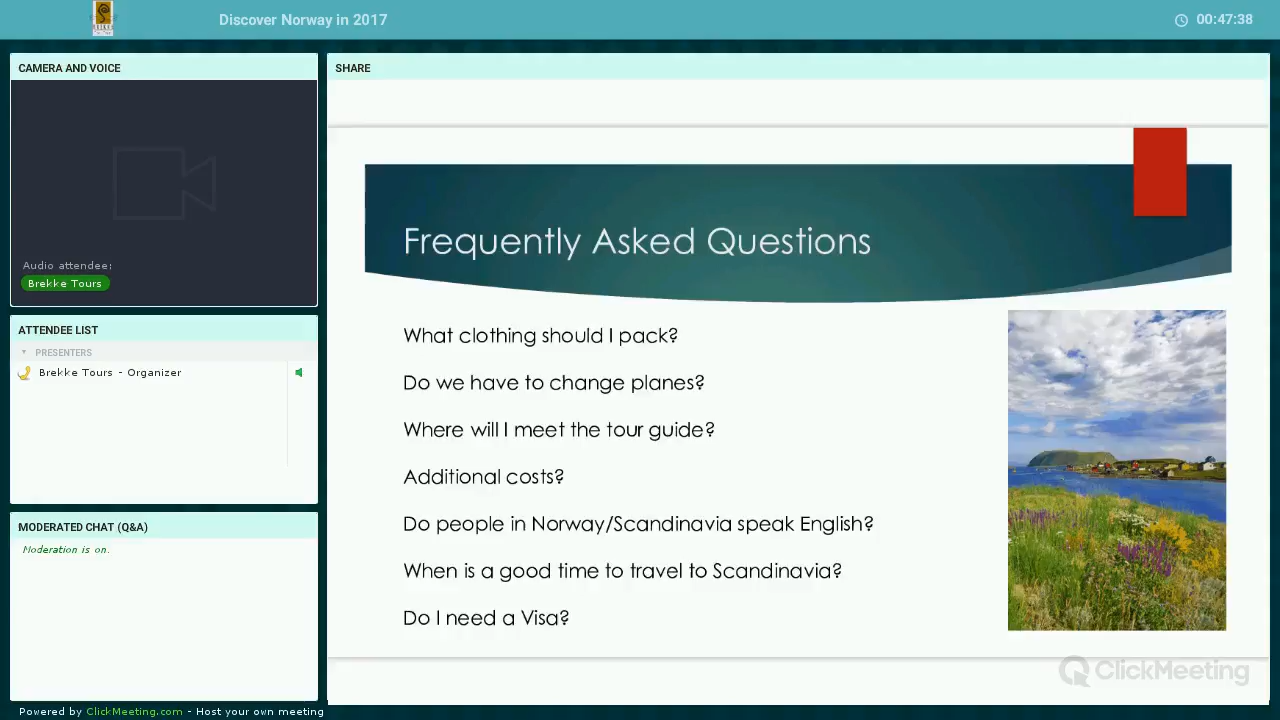 Discover Norway in 2017
00:47:38
CAMERA AND VOICE
Audio attendee:
Brekke Tours
ATTENDEE LIST
PRESENTERS
Brekke Tours - Organizer
MODERATED CHAT (Q&A)
Moderation is on.
Powered by ClickMeeting.com - Host your own meeting
SHARE
Frequently Asked Questions
What clothing should I pack?
Do we have to change planes?
Where will I meet the tour guide?
Additional costs?
Do people in Norway/Scandinavia speak English?
When is a good time to travel to Scandinavia?
Do I need a Visa?
ClickMeeting